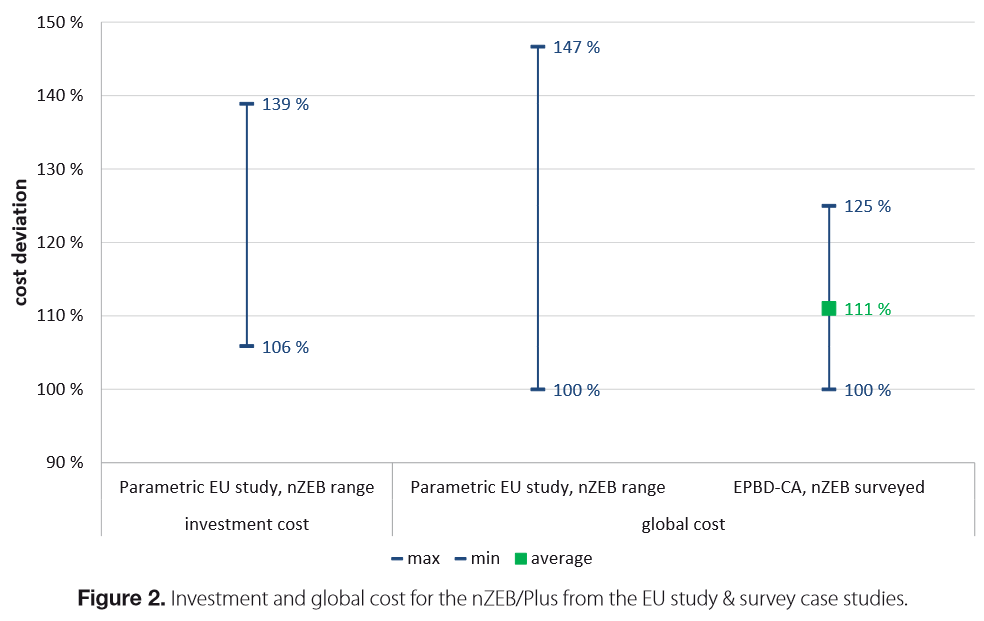 150 %
140 %
130 %
120 %
110 %
100 %
90 %
cost deviation
139 %
106 %
147 %
100 %
125 %
111 %
100 %
Parametric EU study, nZEB range
Parametric EU study, nZEB range
EPBD-CA, nZEB surveyed
investment cost
global cost
max min average
Figure 2. Investment and global cost for the nZEB/Plus from the EU study & survey case studies.